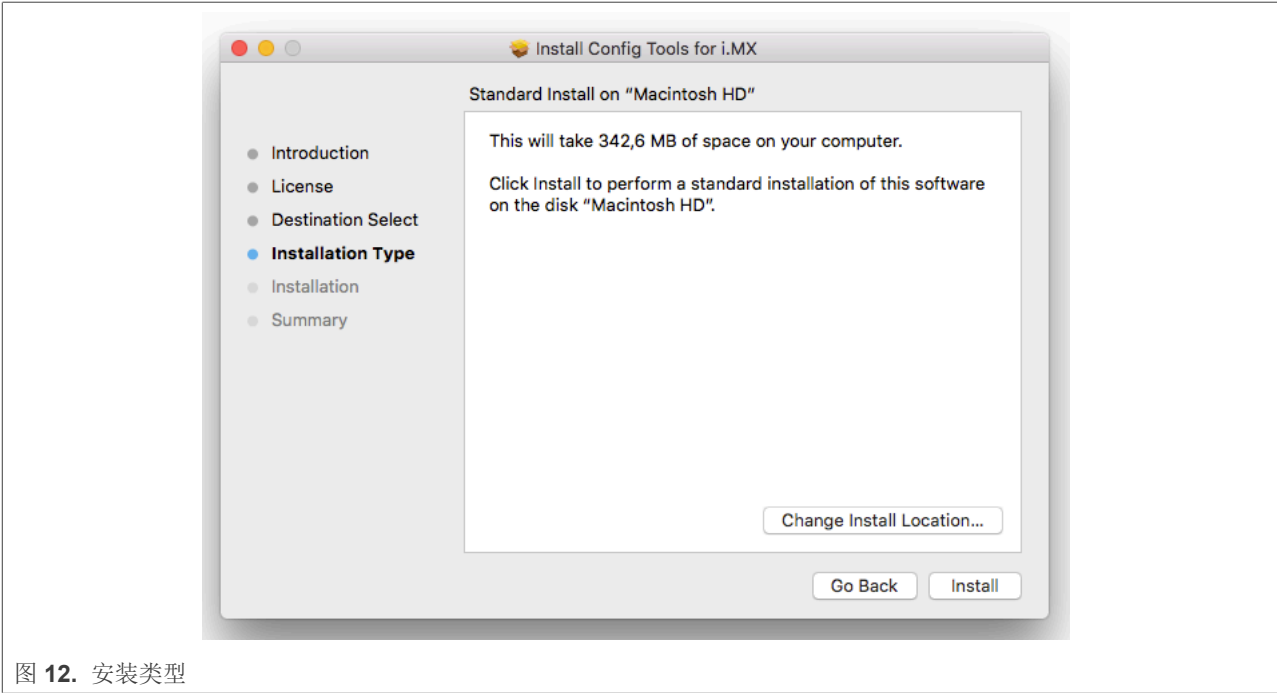 Install Config Tools for i.MX
Standard Install on “Macintosh HD”
Introduction
License
Destination Select
Installation Type
Installation
Summary
This will take 342,6 MB of space on your computer.
Click Install to perform a standard installation of this software
on the disk “Macintosh HD”.
Change Install Location...
Go Back
Install
图 12. 安装类型